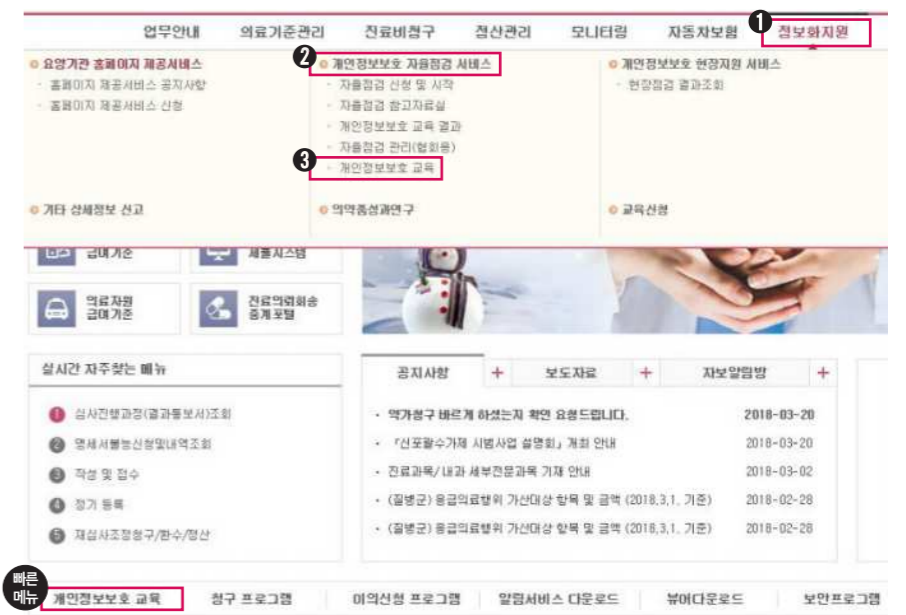 업무안내 의료기준관리 진료비청구 정산관리 모니터링 자동차보험 ❶ 정보화지원
요양기관 홈페이지 제공서비스
- 홈페이지 제공서비스 공지사항
- 홈페이지 제공서비스 신청
❷ 개인정보보호 자율점검 서비스
- 자율점검 신청 및 시작
- 자율점검 참고자료실
- 개인정보보호 교육 결과
- 자율점검 관리(협회용)
❸ - 개인정보보호 교육
개인정보보호 현장지원 서비스
- 현장점검 결과조회
기타 상세정보 신고
의약품성과연구
교육신청
급여기준
제출시스템
의료자원
급여기준
진료의뢰회송
중계포털
실시간 자주찾는 메뉴
1 심사진행과정(결과통보서)조회
2 명세서불능신청및내역조회
3 작성 및 접수
4 정기 등록
5 재심사조정청구/환수/정산
공지사항 + 보도자료 + 자보알림방 +
· 약가청구 바르게 하셨는지 확인 요청드립니다. 2018-03-20
· 「신포괄수가제 시범사업 설명회」 개최 안내 2018-03-20
· 진료과목/내과 세부전문과목 기재 안내 2018-03-02
· (질병군) 응급의료행위 가산대상 항목 및 금액 (2018.3.1. 기준) 2018-02-28
· (질병군) 응급의료행위 가산대상 항목 및 금액 (2018.3.1. 기준) 2018-02-28
빠른
메뉴
개인정보보호 교육 청구 프로그램 이의신청 프로그램 알림서비스 다운로드 뷰어다운로드 보안프로그램